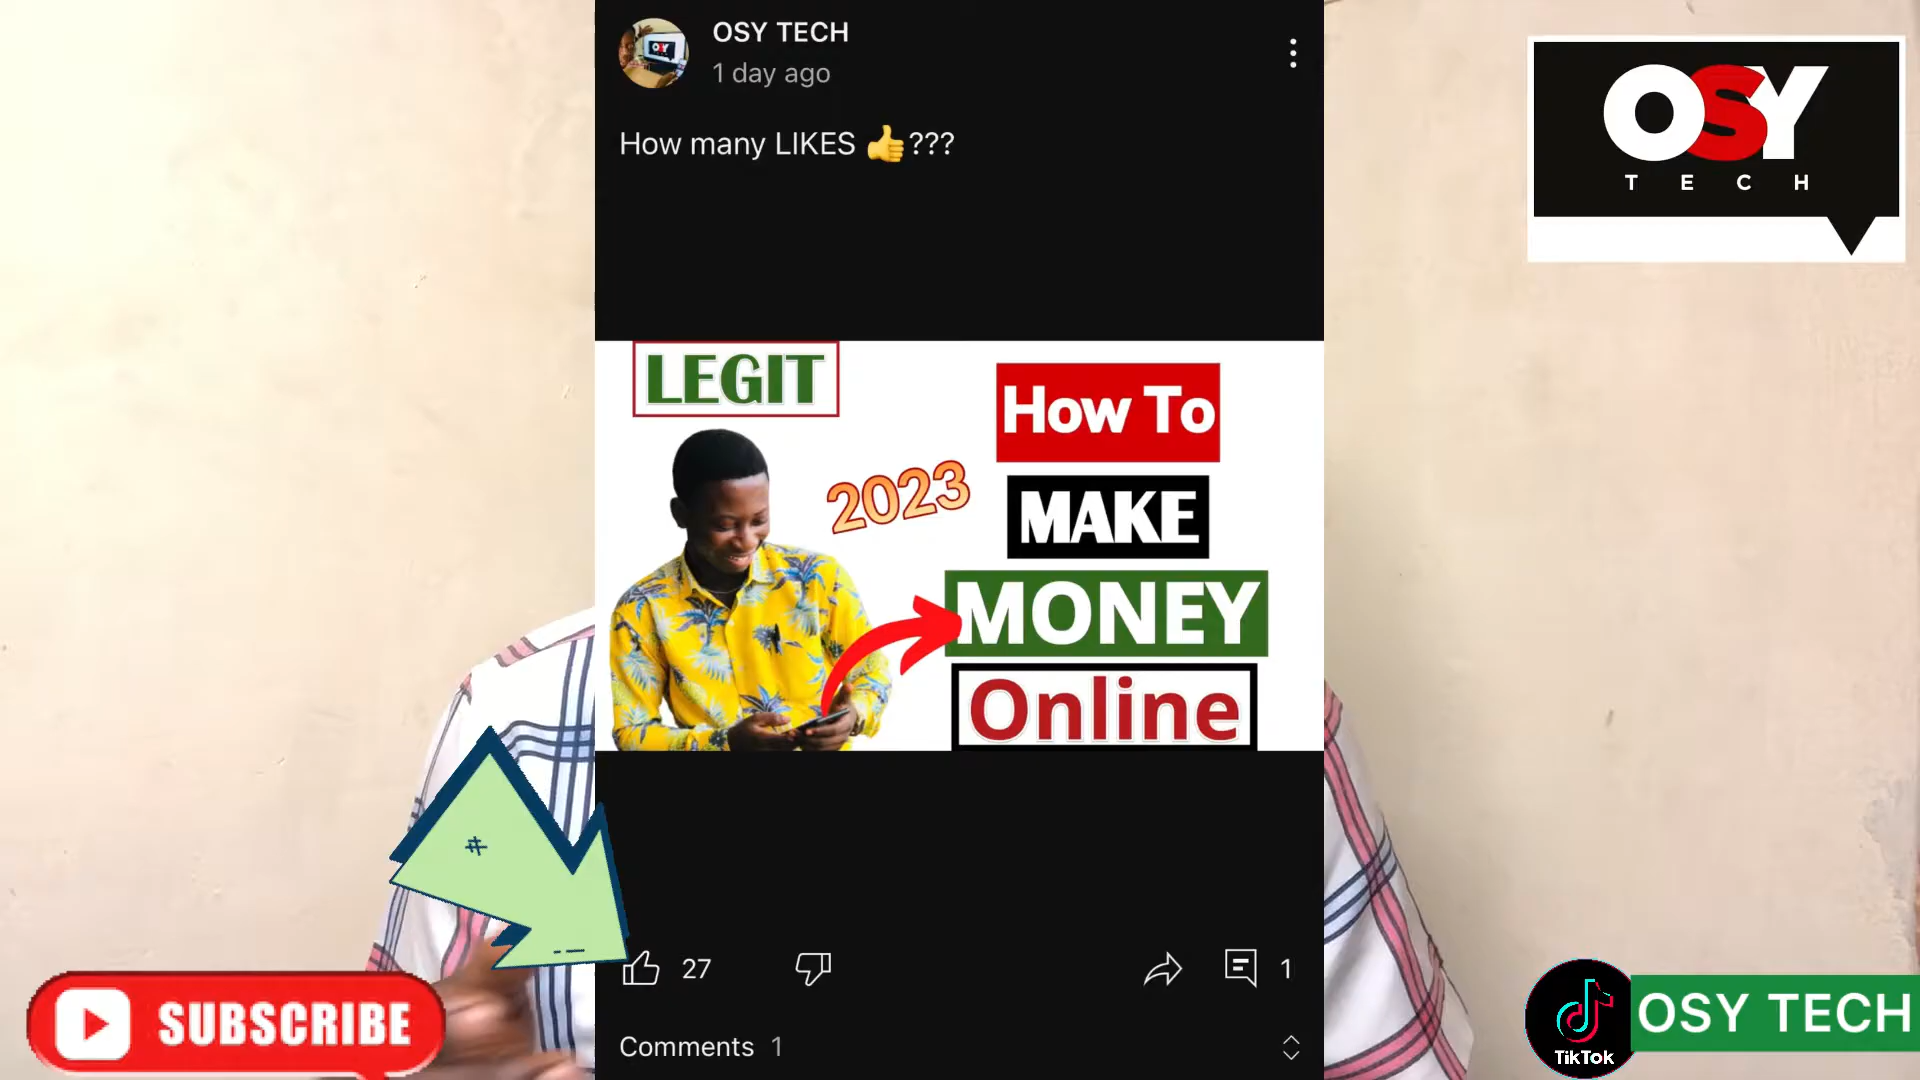 OSY TECH
1 day ago
How many LIKES 👍???
OSY
TECH
LEGIT
2023
How To
MAKE
MONEY
Online
#
27
1
SUBSCRIBE
Comments 1
TikTok
OSY TECH